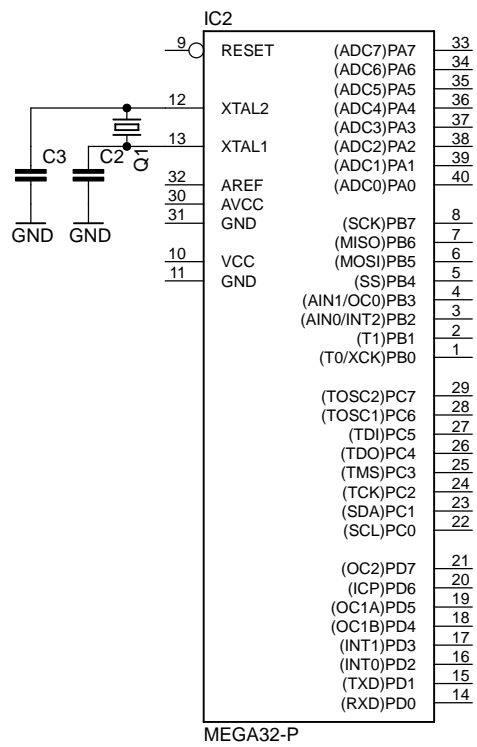 IC2
9 RESET (ADC7)PA7 33
(ADC6)PA6 34
(ADC5)PA5 35
12 XTAL2 (ADC4)PA4 36
(ADC3)PA3 37
13 XTAL1 (ADC2)PA2 38
(ADC1)PA1 39
32 AREF (ADC0)PA0 40
30 AVCC
31 GND (SCK)PB7 8
(MISO)PB6 7
10 VCC (MOSI)PB5 6
11 GND (SS)PB4 5
(AIN1/OC0)PB3 4
(AIN0/INT2)PB2 3
(T1)PB1 2
(T0/XCK)PB0 1
(TOSC2)PC7 29
(TOSC1)PC6 28
(TDI)PC5 27
(TDO)PC4 26
(TMS)PC3 25
(TCK)PC2 24
(SDA)PC1 23
(SCL)PC0 22
(OC2)PD7 21
(ICP)PD6 20
(OC1A)PD5 19
(OC1B)PD4 18
(INT1)PD3 17
(INT0)PD2 16
(TXD)PD1 15
(RXD)PD0 14
MEGA32-P
C3 C2 Q1
GND GND